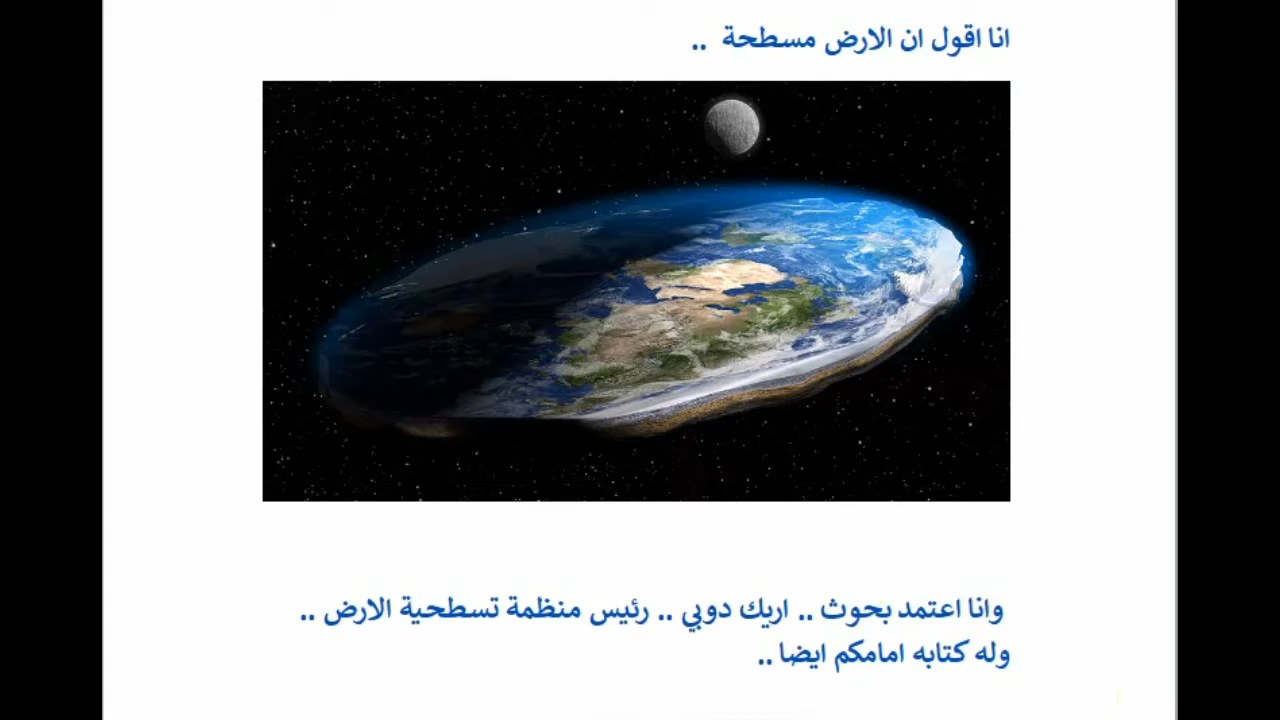 انا اقول ان الارض مسطحة ..
وانا اعتمد بحوث .. اريك دوبي .. رئيس منظمة تسطحية الارض ..
وله كتابه امامكم ايضا ..